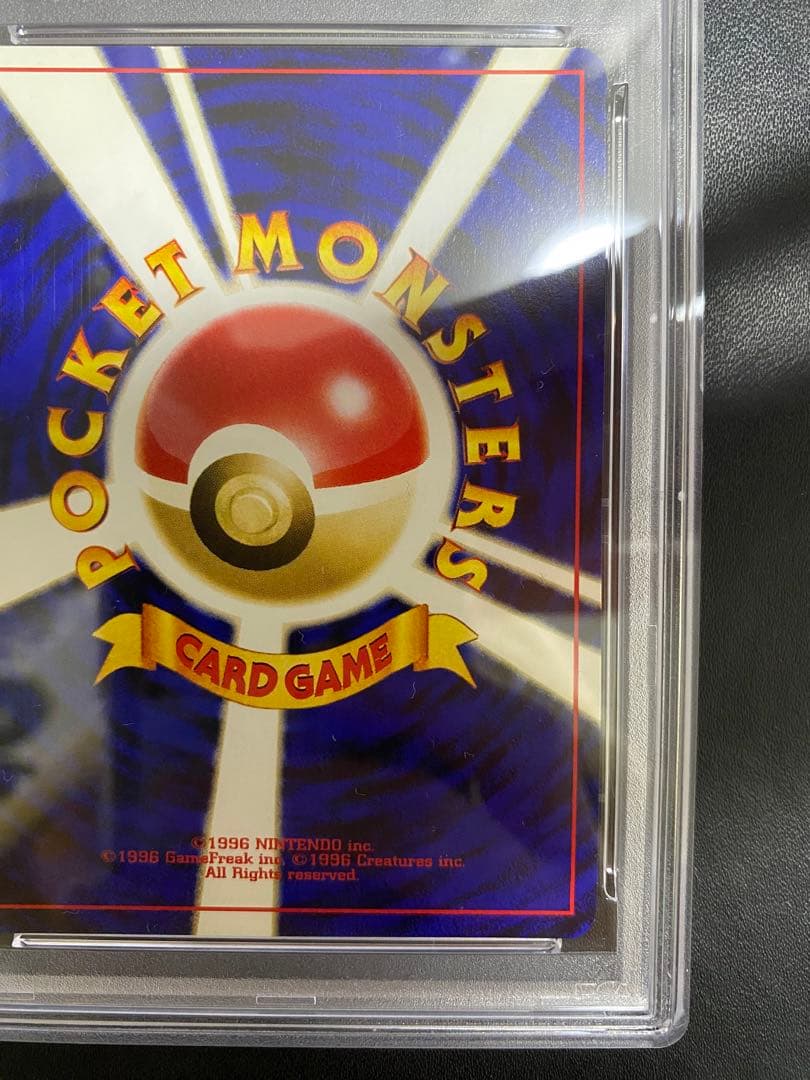 POCKET MONSTERS
CARD GAME
©1996 NINTENDO inc.
©1996 GameFreak inc. ©1996 Creatures inc.
All Rights reserved.